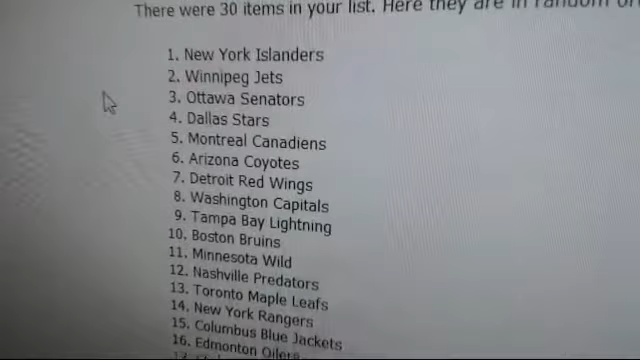 There were 30 items in your list. Here they are in random
1. New York Islanders
2. Winnipeg Jets
3. Ottawa Senators
4. Dallas Stars
5. Montreal Canadiens
6. Arizona Coyotes
7. Detroit Red Wings
8. Washington Capitals
9. Tampa Bay Lightning
10. Boston Bruins
11. Minnesota Wild
12. Nashville Predators
13. Toronto Maple Leafs
14. New York Rangers
15. Columbus Blue Jackets
16. Edmonton Oilers